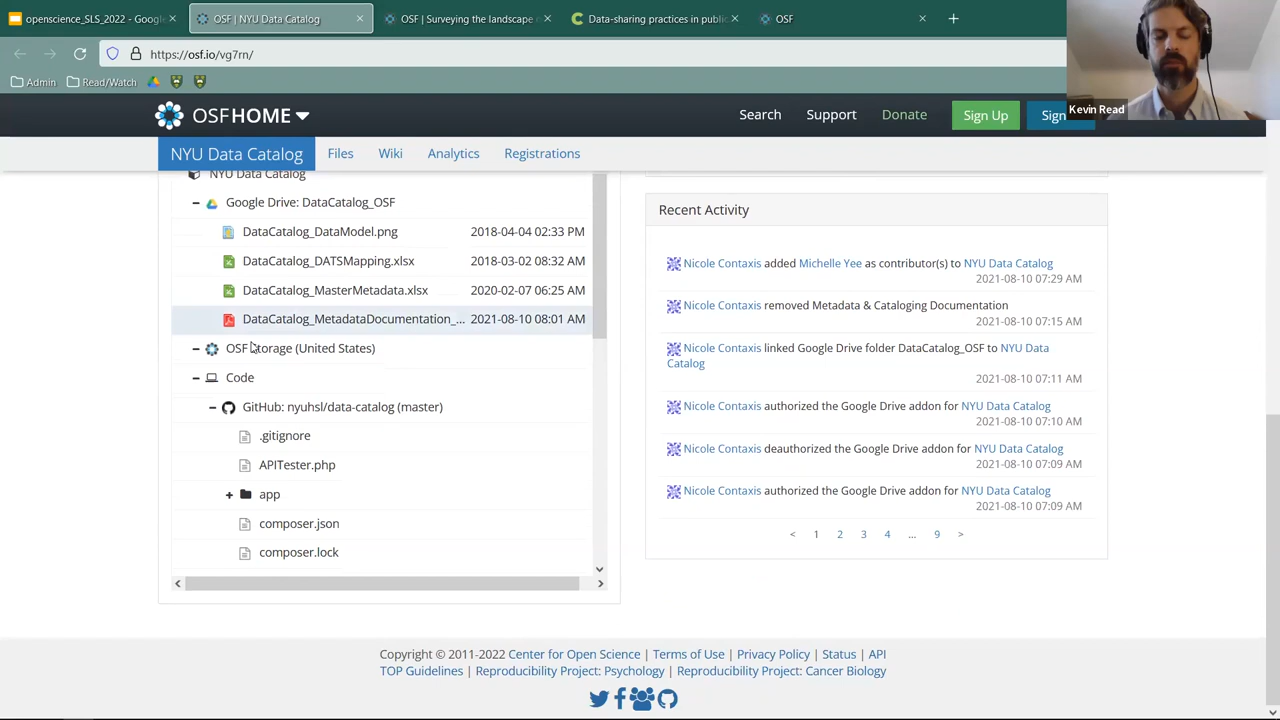 openscience_SLS_2022 - Google
OSF | NYU Data Catalog
OSF | Surveying the landscape
Data-sharing practices in public
OSF
https://osf.io/vg7rn/
Admin
Read/Watch
Kevin Read
OSFHOME
Search
Support
Donate
Sign Up
Sign
NYU Data Catalog
Files
Wiki
Analytics
Registrations
NYU Data Catalog
Google Drive: DataCatalog_OSF
DataCatalog_DataModel.png 2018-04-04 02:33 PM
DataCatalog_DATSMapping.xlsx 2018-03-02 08:32 AM
DataCatalog_MasterMetadata.xlsx 2020-02-07 06:25 AM
DataCatalog_MetadataDocumentation_... 2021-08-10 08:01 AM
OSF Storage (United States)
Code
GitHub: nyuhsl/data-catalog (master)
.gitignore
APITester.php
app
composer.json
composer.lock
Recent Activity
Nicole Contaxis added Michelle Yee as contributor(s) to NYU Data Catalog
2021-08-10 07:29 AM
Nicole Contaxis removed Metadata & Cataloging Documentation
2021-08-10 07:15 AM
Nicole Contaxis linked Google Drive folder DataCatalog_OSF to NYU Data
Catalog
2021-08-10 07:11 AM
Nicole Contaxis authorized the Google Drive addon for NYU Data Catalog
2021-08-10 07:10 AM
Nicole Contaxis deauthorized the Google Drive addon for NYU Data Catalog
2021-08-10 07:09 AM
Nicole Contaxis authorized the Google Drive addon for NYU Data Catalog
2021-08-10 07:09 AM
< 1 2 3 4 ... 9 >
Copyright © 2011-2022 Center for Open Science | Terms of Use | Privacy Policy | Status | API
TOP Guidelines | Reproducibility Project: Psychology | Reproducibility Project: Cancer Biology